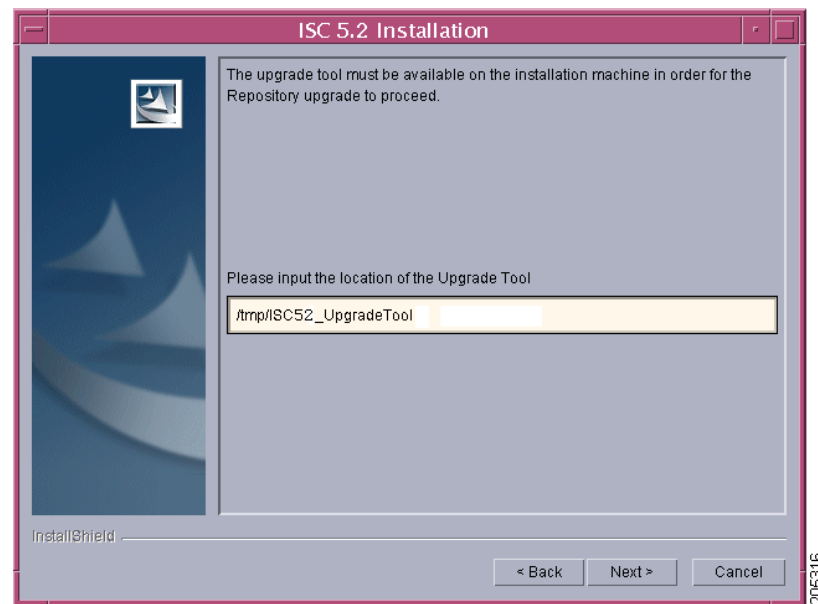 ISC 5.2 Installation
The upgrade tool must be available on the installation machine in order for the
Repository upgrade to proceed.
Please input the location of the Upgrade Tool
/tmp/ISC52_UpgradeTool
InstallShield
< Back
Next >
Cancel
205316